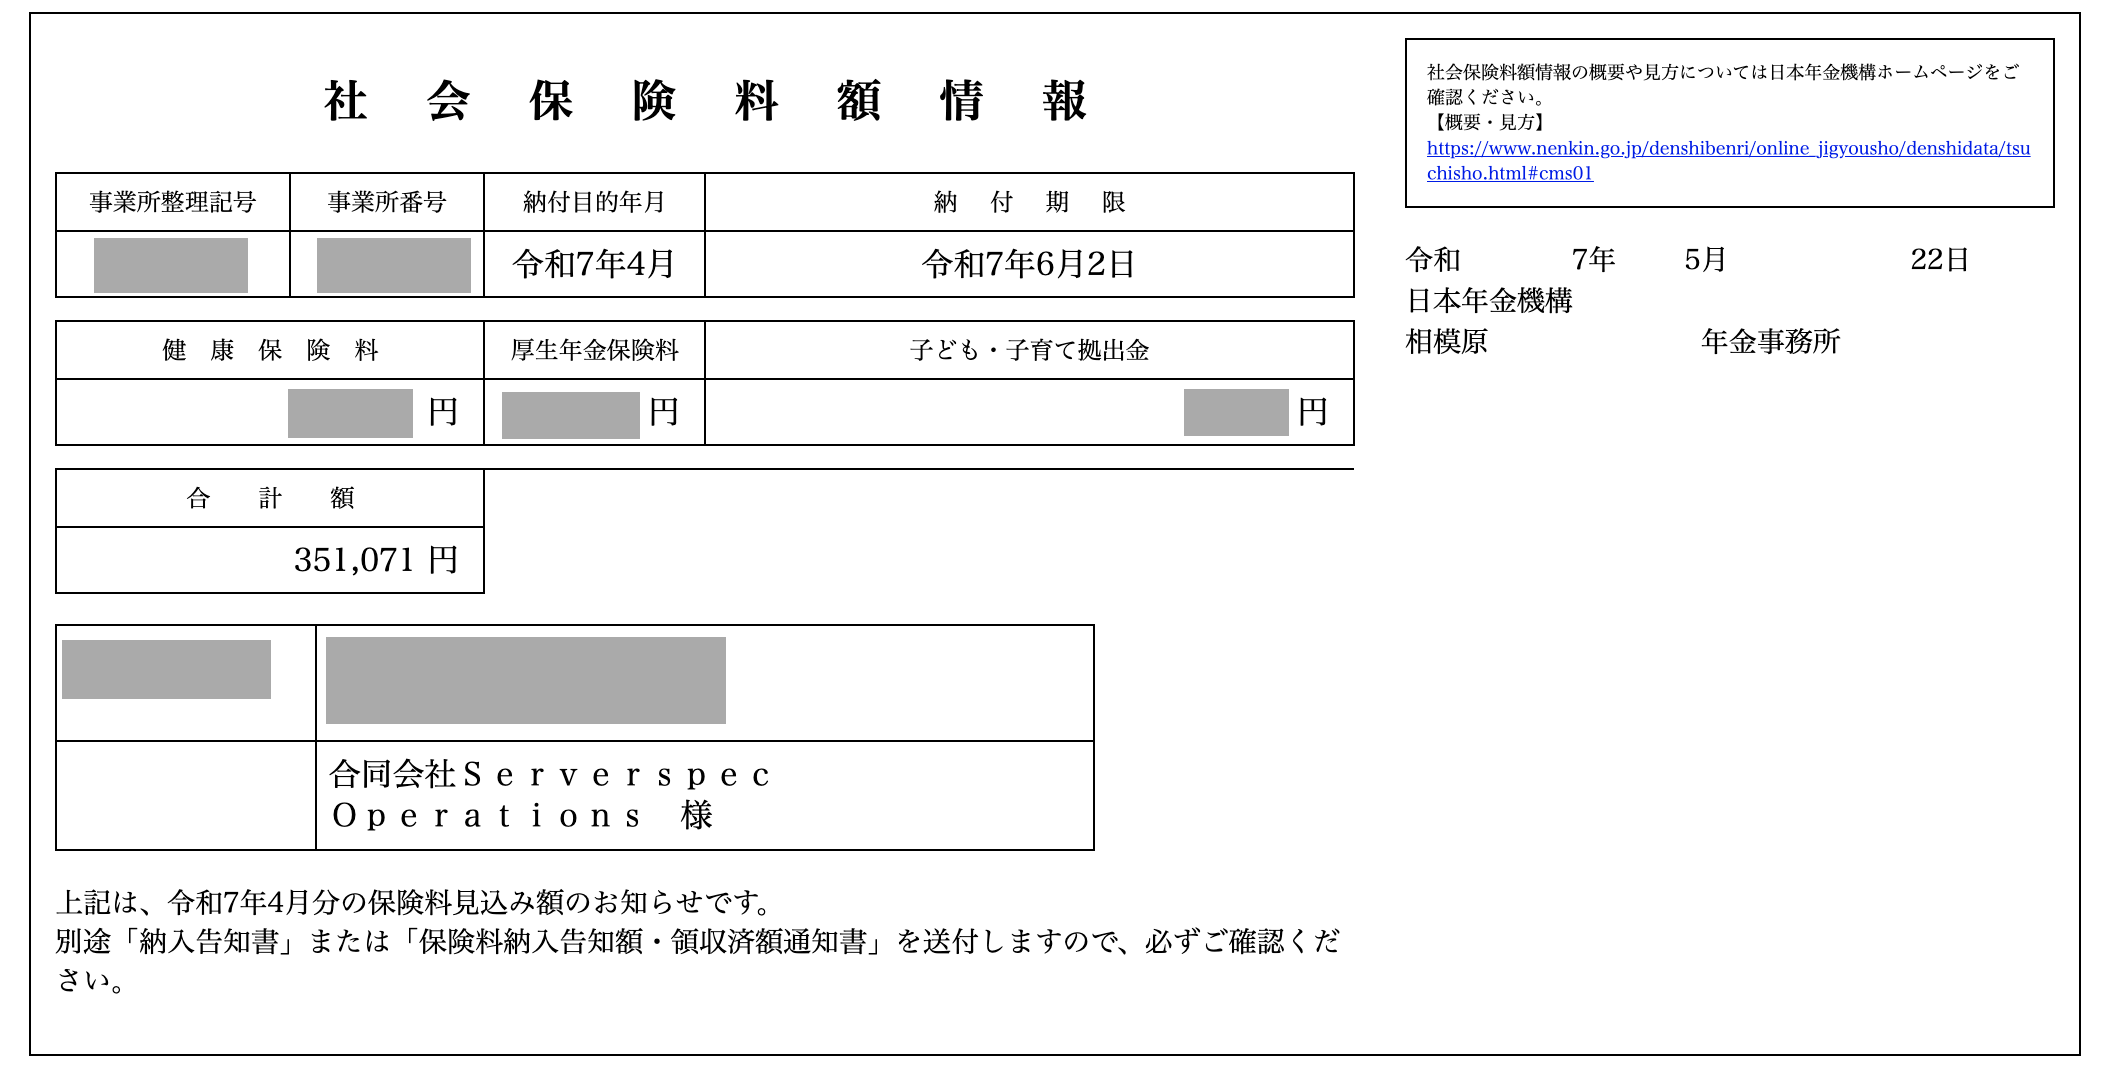 社会保険料額情報
社会保険料額情報の概要や見方については日本年金機構ホームページをご
確認ください。
【概要・見方】
https://www.nenkin.go.jp/denshibenri/online_jigyousho/denshidata/tsu
chisho.html#cms01
事業所整理記号 事業所番号 納付目的年月 納付期限
令和7年4月 令和7年6月2日
令和 7年 5月 22日
日本年金機構
相模原 年金事務所
健康保険料 厚生年金保険料 子ども・子育て拠出金
円 円 円
合計額
351,071 円
合同会社Ｓｅｒｖｅｒｓｐｅｃ
Ｏｐｅｒａｔｉｏｎｓ　様
上記は、令和7年4月分の保険料見込み額のお知らせです。
別途「納入告知書」または「保険料納入告知額・領収済額通知書」を送付しますので、必ずご確認くだ
さい。